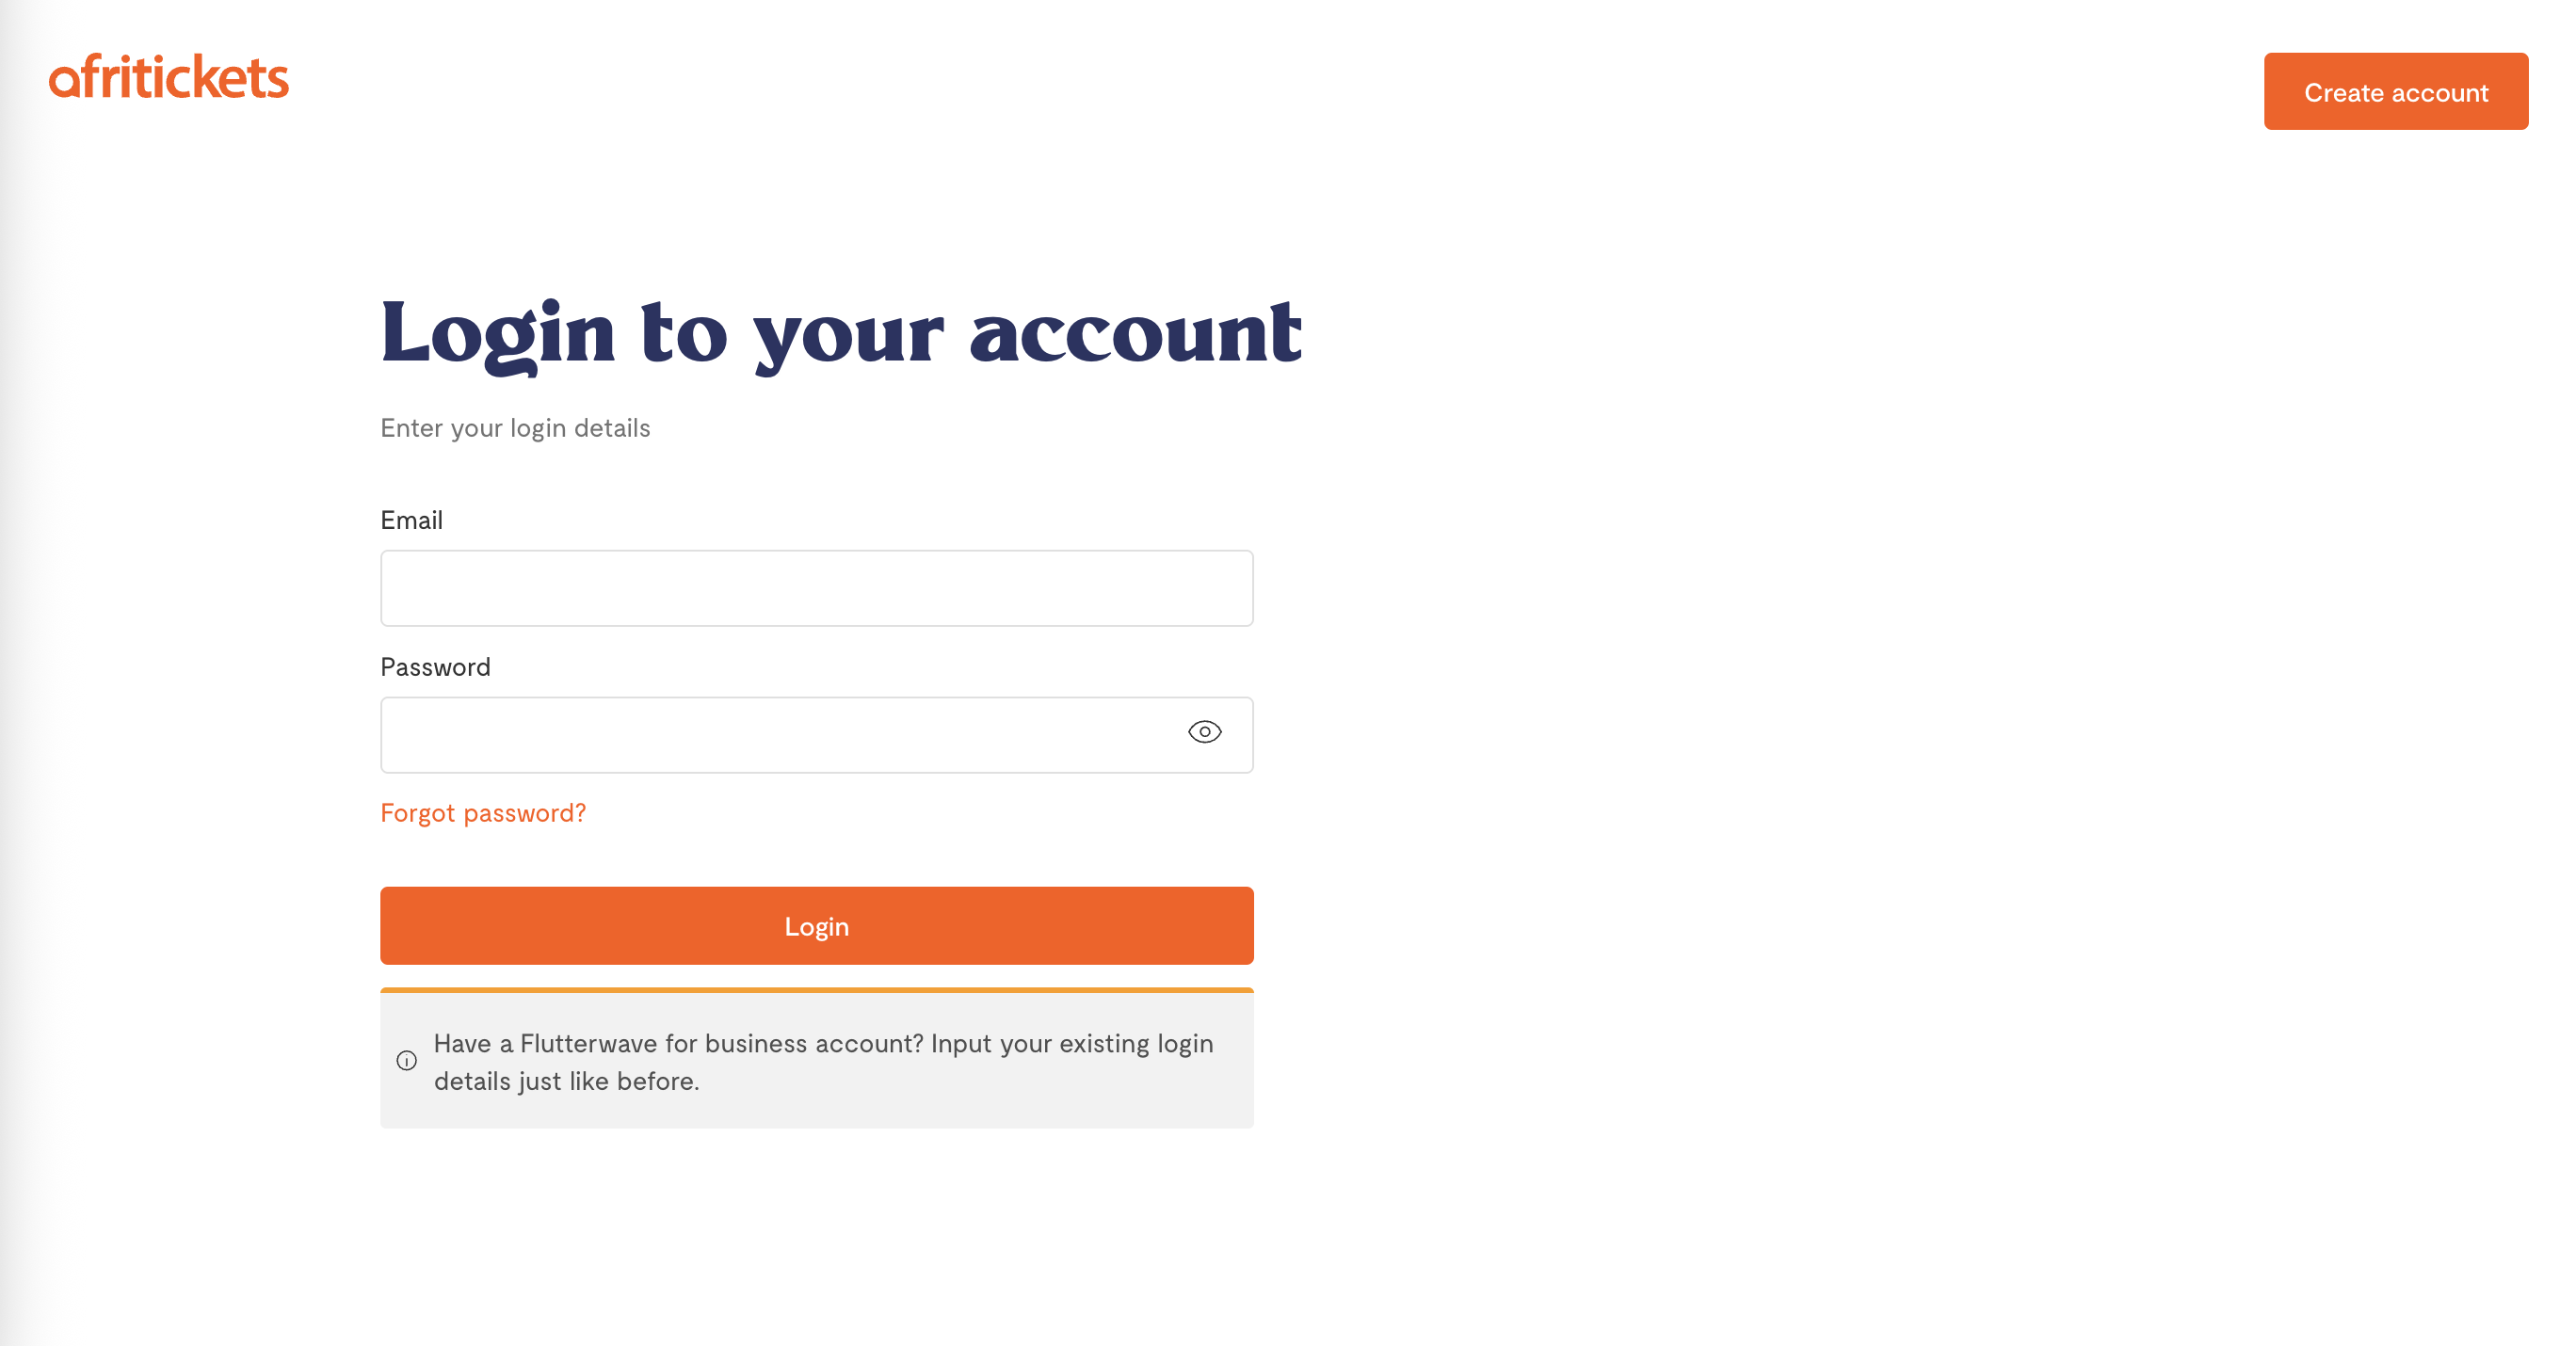 afritickets
Create account
Login to your account
Enter your login details
Email
Password
Forgot password?
Login
Have a Flutterwave for business account? Input your existing login
details just like before.